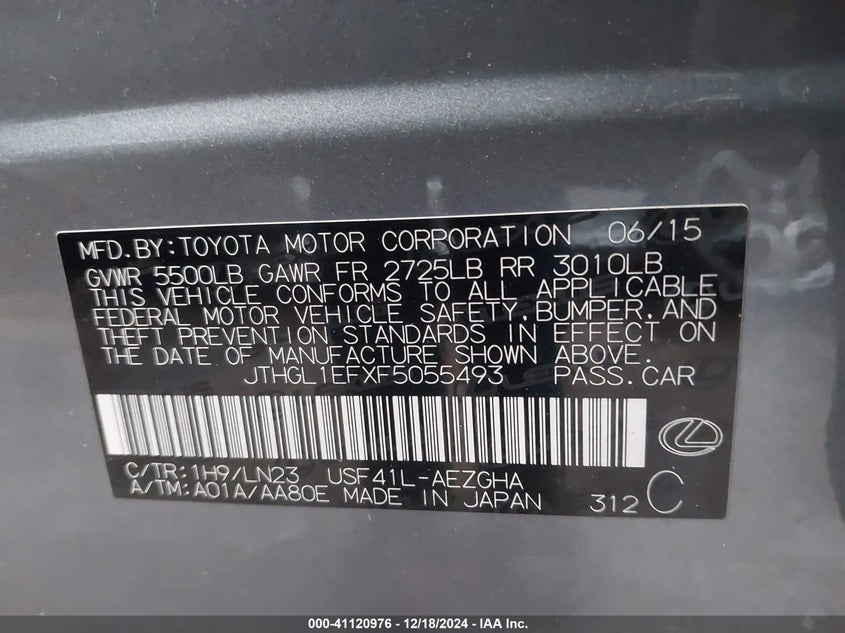 MFD.BY:TOYOTA MOTOR CORPORATION 06/15
GVWR 5500LB GAWR FR 2725LB RR 3010LB
THIS VEHICLE CONFORMS TO ALL APPLICABLE
FEDERAL MOTOR VEHICLE SAFETY, BUMPER, AND
THEFT PREVENTION STANDARDS IN EFFECT ON
THE DATE OF MANUFACTURE SHOWN ABOVE.
JTHGL1EFXF5055493 PASS.CAR
C/TR:1H9/LN23 USF41L-AEZGHA
A/TM:A01A/AA80E MADE IN JAPAN 312 C
000-41120976 - 12/18/2024 - IAA Inc.